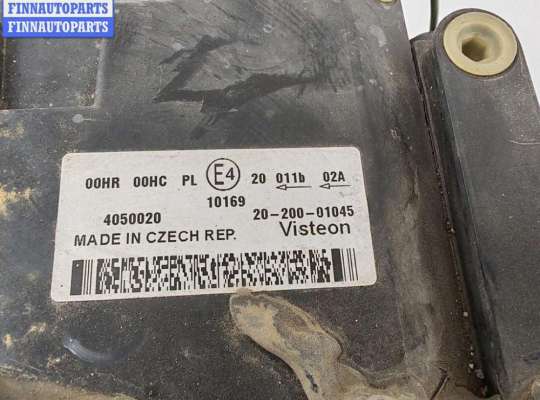 FINNAUTOPARTS
FINNAUTOPARTS
00HR 00HC PL E4 20 011b 02A
10169
4050020 20-200-01045
MADE IN CZECH REP. Visteon